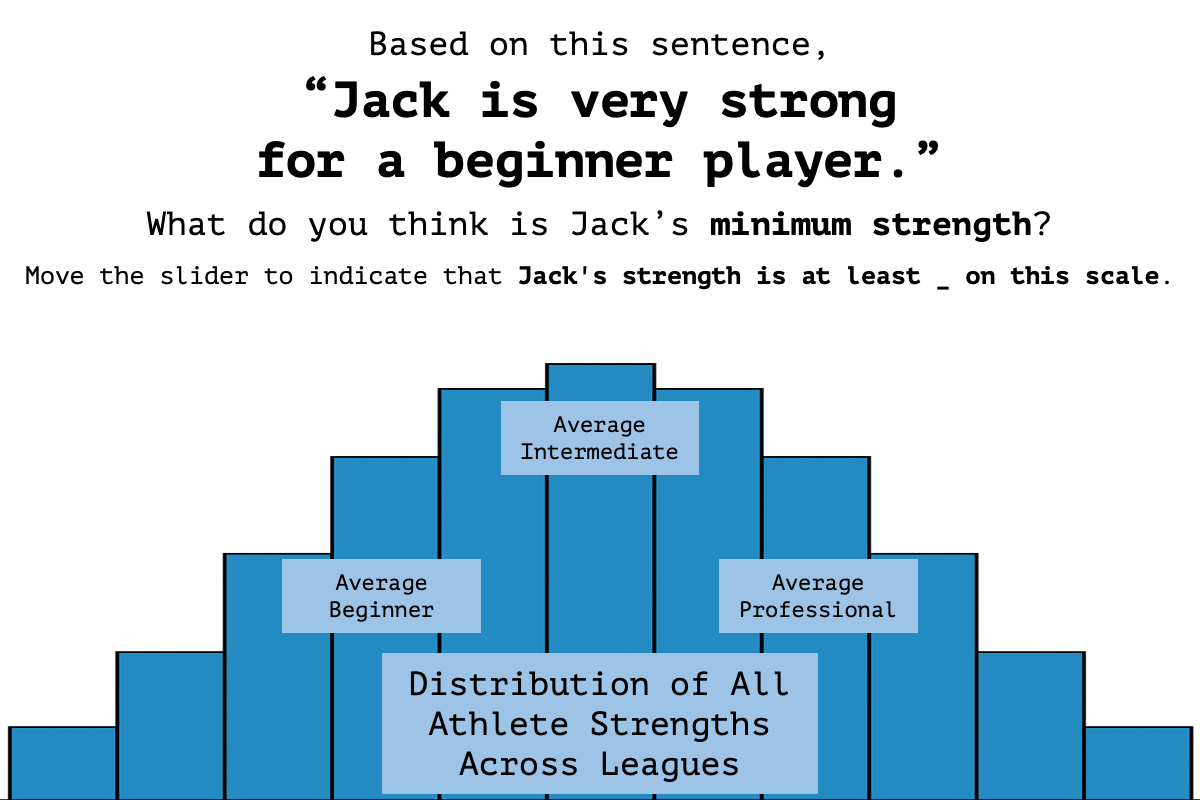 Based on this sentence,
“Jack is very strong
for a beginner player.”
What do you think is Jack’s minimum strength?
Move the slider to indicate that Jack's strength is at least _ on this scale.
Average
Intermediate
Average
Beginner
Average
Professional
Distribution of All
Athlete Strengths
Across Leagues